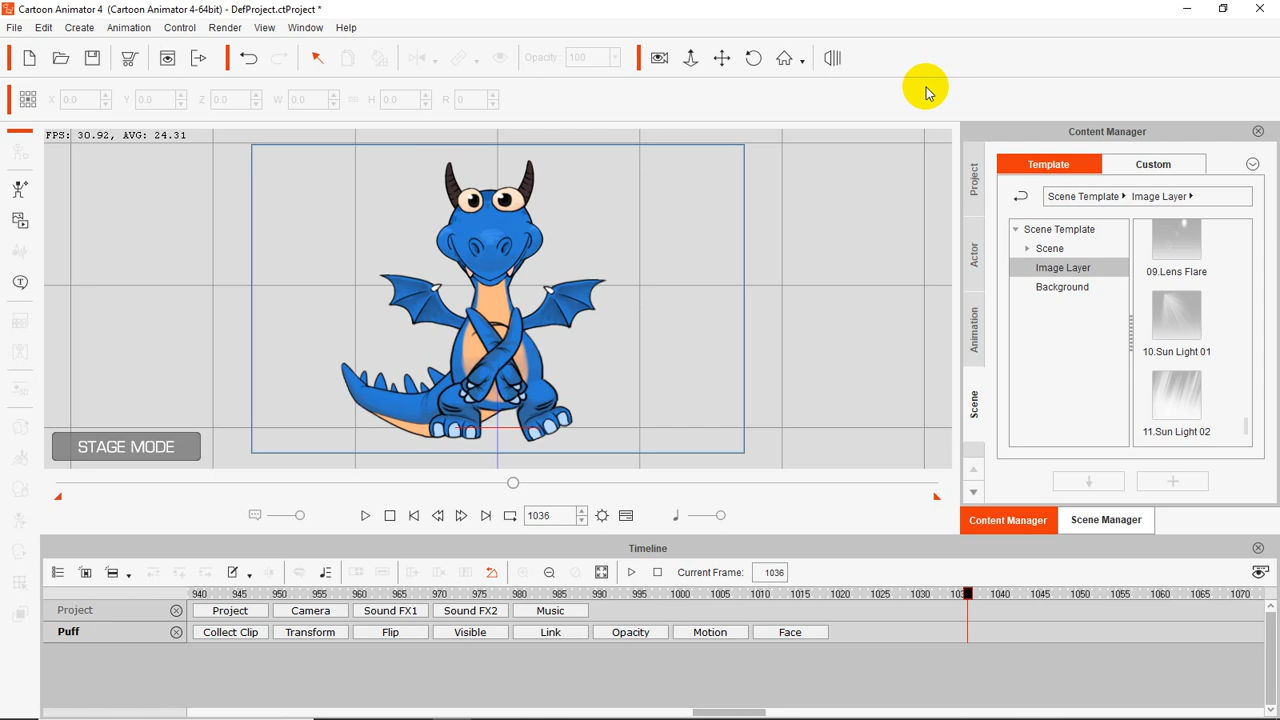 Cartoon Animator 4 (Cartoon Animator 4-64bit) - DefProject.ctProject *
File Edit Create Animation Control Render View Window Help
Opacity 100
X 0.0 Y 0.0 Z 0.0 W 0.0 H 0.0 R 0
FPS: 30.92, AVG: 24.31
STAGE MODE
Content Manager
Project
Actor
Animation
Scene
Template Custom
Scene Template Image Layer
Scene Template
Scene
Image Layer
Background
09.Lens Flare
10.Sun Light 01
11.Sun Light 02
Content Manager Scene Manager
1036
Timeline
Current Frame: 1036
940 945 950 955 960 965 970 975 980 985 990 995 1000 1005 1010 1015 1020 1025 1030 103 1040 1045 1050 1055 1060 1065 1070
Project Project Camera Sound FX1 Sound FX2 Music
Puff Collect Clip Transform Flip Visible Link Opacity Motion Face